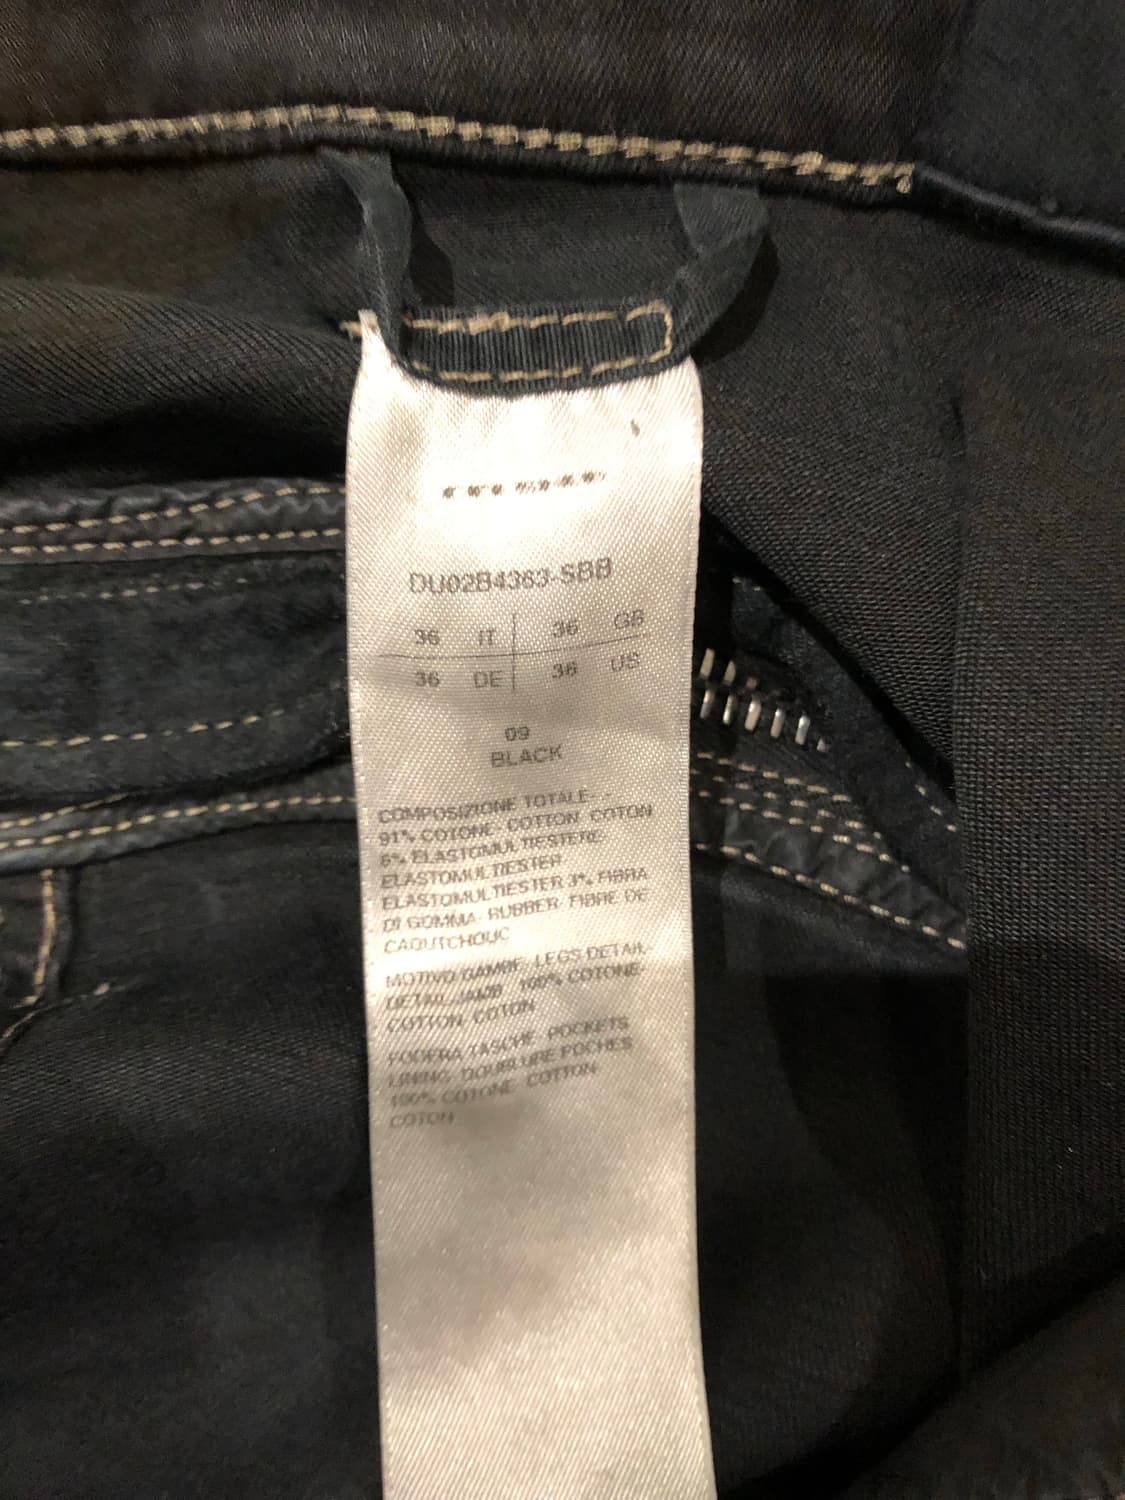 DU02B4363-SBB
36 IT 36 GB
36 DE 36 US
09
BLACK
COMPOSIZIONE TOTALE-
91% COTONE- COTTON COTON
6% ELASTOMULTIESTERE
ELASTOMULTIESTER
ELASTOMULTIESTER 3% FIBRA
DI GOMMA- RUBBER- FIBRE DE
CAOUTCHOUC
MOTIVO GAMBE- LEGS DETAIL-
DETAIL JAMB 100% COTONE-
COTTON COTON
FODERA TASCHE- POCKETS
LINING- DOUBLURE POCHES
100% COTONE COTTON-
COTON